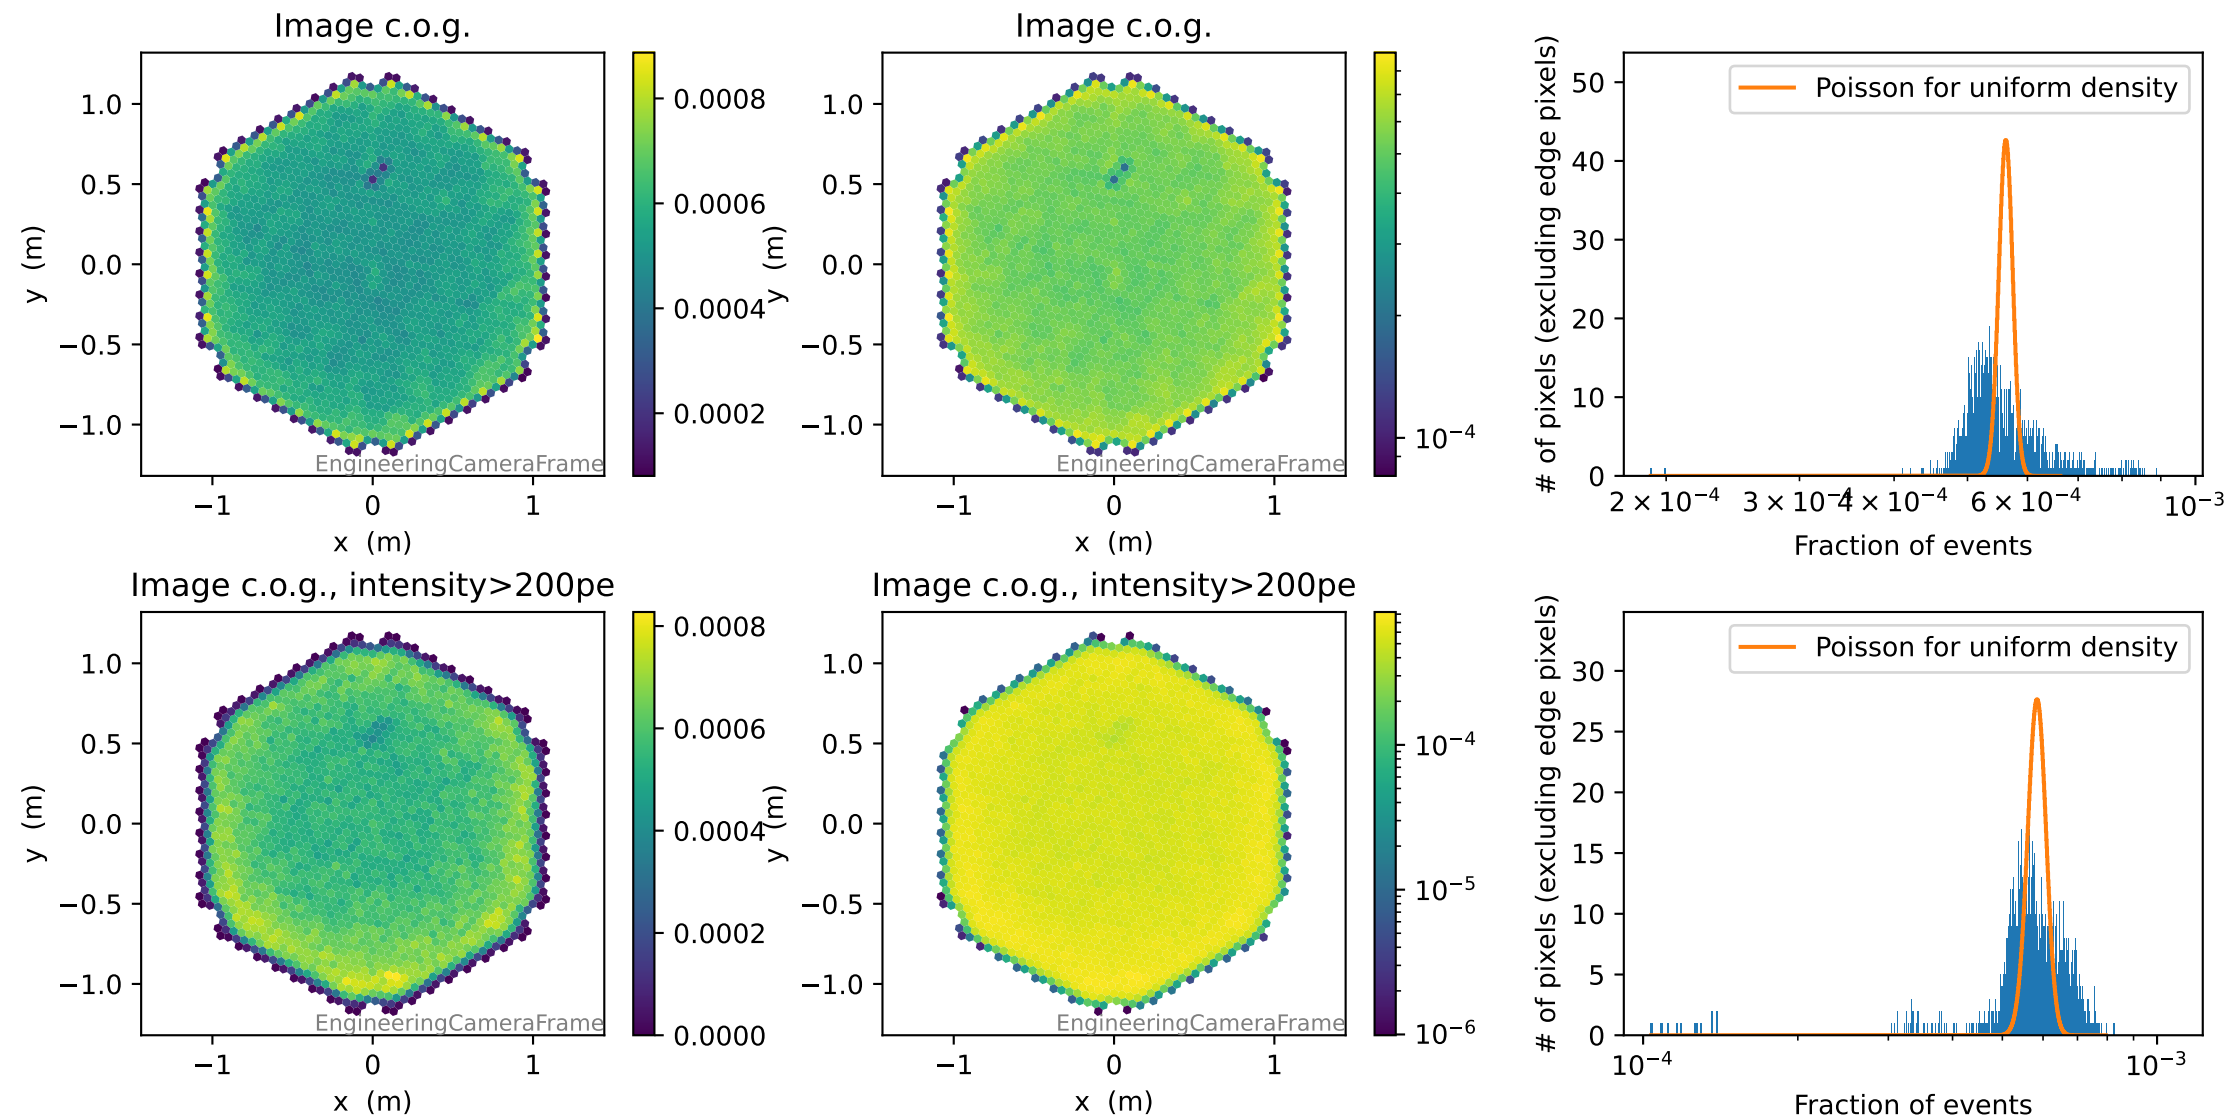 Image c.o.g.
1.0
0.5
0.0
−0.5
−1.0
y (m)
−1
0
1
x (m)
EngineeringCameraFrame
0.0008
0.0006
0.0004
0.0002
Image c.o.g.
1.0
0.5
0.0
−0.5
−1.0
y (m)
−1
0
1
x (m)
EngineeringCameraFrame
10⁻⁴
50
40
30
20
10
0
# of pixels (excluding edge pixels)
Poisson for uniform density
2 × 10⁻⁴
3 × 10⁻⁴
4 × 10⁻⁴
6 × 10⁻⁴
10⁻³
Fraction of events
Image c.o.g., intensity>200pe
1.0
0.5
0.0
−0.5
−1.0
y (m)
−1
0
1
x (m)
EngineeringCameraFrame
0.0008
0.0006
0.0004
0.0002
0.0000
Image c.o.g., intensity>200pe
1.0
0.5
0.0
−0.5
−1.0
y (m)
−1
0
1
x (m)
EngineeringCameraFrame
10⁻⁴
10⁻⁵
10⁻⁶
30
25
20
15
10
5
0
# of pixels (excluding edge pixels)
Poisson for uniform density
10⁻⁴
10⁻³
Fraction of events